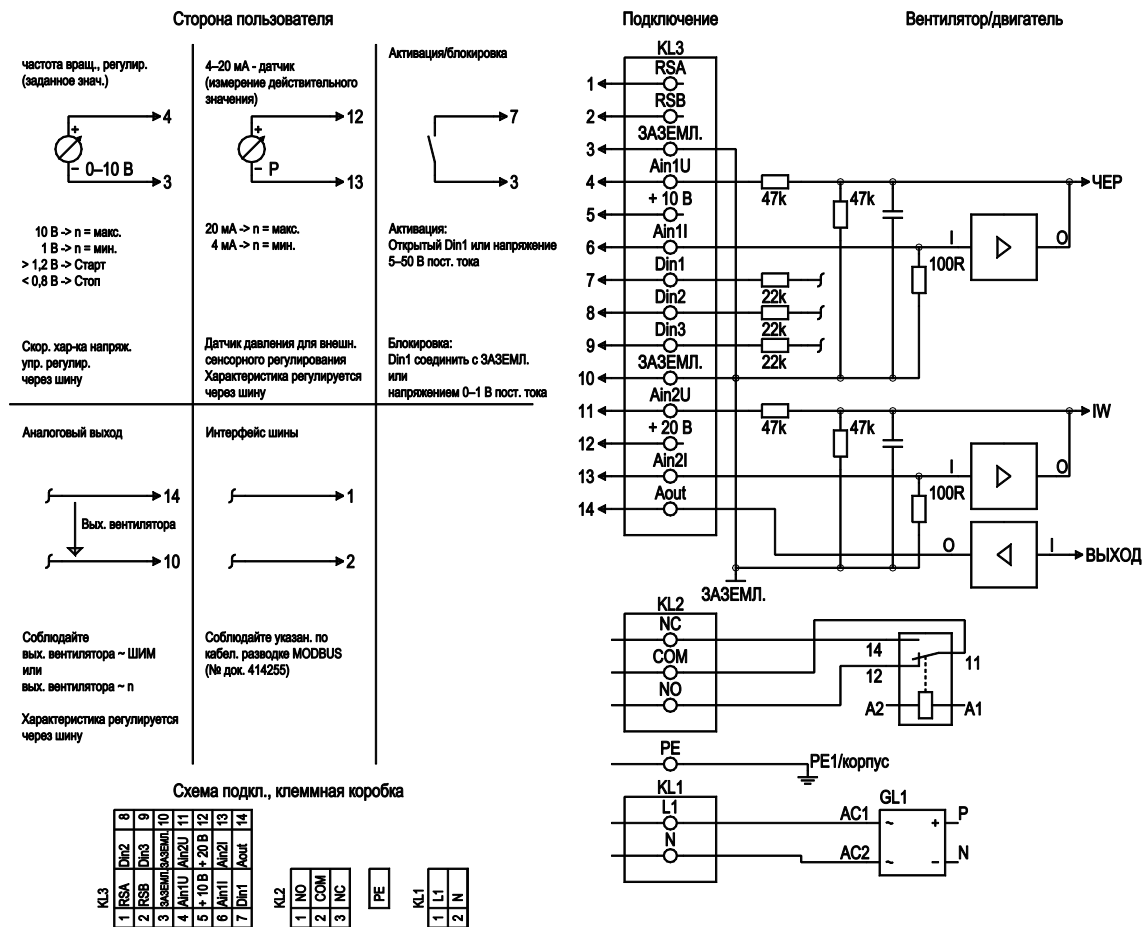 Сторона пользователя
Подключение
Вентилятор/двигатель
частота вращ., регулир.
(заданное знач.)
4
+
0–10 В
–
3
10 В -> n = макс.
1 В -> n = мин.
> 1,2 В -> Старт
< 0,8 В -> Стоп
Скор. хар-ка напряж.
упр. регулир.
через шину
4–20 мА - датчик
(измерение действительного
значения)
12
+
– P
13
20 мА -> n = макс.
4 мА -> n = мин.
Датчик давления для внешн.
сенсорного регулирования
Характеристика регулируется
через шину
Активация/блокировка
7
3
Активация:
Открытый Din1 или напряжение
5–50 В пост. тока
Блокировка:
Din1 соединить с ЗАЗЕМЛ.
или
напряжением 0–1 В пост. тока
Аналоговый выход
14
Вых. вентилятора
10
Соблюдайте
вых. вентилятора ~ ШИМ
или
вых. вентилятора ~ n
Характеристика регулируется
через шину
Интерфейс шины
1
2
Соблюдайте указан. по
кабел. разводке MODBUS
(№ док. 414255)
KL3
1 RSA
2 RSB
3 ЗАЗЕМЛ.
4 Ain1U 47k 47k ЧЕР
5 + 10 В
6 Ain1I 100R I O
7 Din1 22k
8 Din2 22k
9 Din3 22k
10 ЗАЗЕМЛ.
11 Ain2U 47k 47k IW
12 + 20 В
13 Ain2I 100R I O
14 Aout O I ВЫХОД
ЗАЗЕМЛ.
KL2
NC
COM
NO
14
12
11
A2
A1
PE
PE1/корпус
KL1
L1
N
AC1
AC2
GL1
~ +
~ –
P
N
Схема подкл., клеммная коробка
KL3
1 RSA Din2 8
2 RSB Din3 9
3 ЗАЗЕМЛ. ЗАЗЕМЛ. 10
4 Ain1U Ain2U 11
5 + 10 В + 20 В 12
6 Ain1I Ain2I 13
7 Din1 Aout 14
KL2
1 NO
2 COM
3 NC
PE
KL1
1 L1
2 N